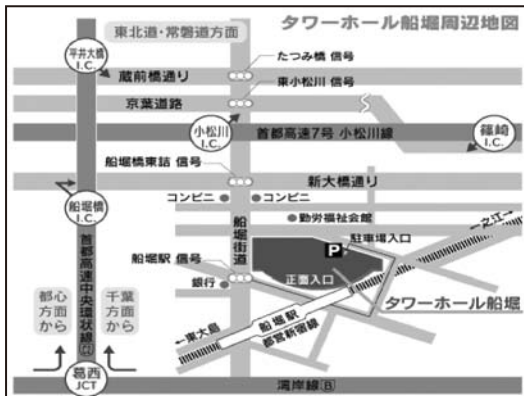 タワーホール船堀周辺地図
東北道・常磐道方面
平井大橋
I.C.
たつみ橋 信号
蔵前橋通り
東小松川 信号
京葉道路
小松川
I.C.
首都高速7号 小松川線
篠崎
I.C.
船堀橋東詰 信号
新大橋通り
船堀橋
I.C.
コンビニ
コンビニ
勤労福祉会館
一之江→
船堀街道
P
駐車場入口
首都高速中央環状線C2
船堀駅 信号
正面入口
銀行
タワーホール船堀
都心
方面
から
千葉
方面
から
船堀駅
都営新宿線
←東大島
葛西
JCT
湾岸線B